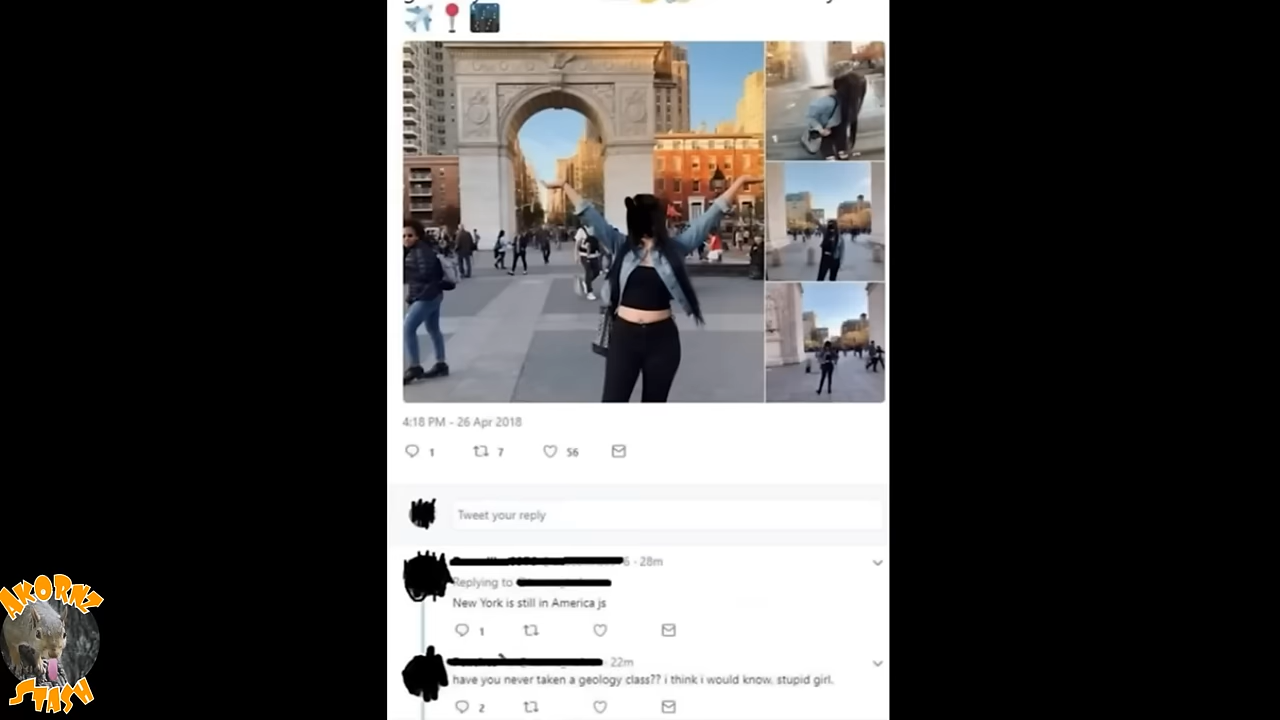 4:18 PM - 26 Apr 2018
1 7 56
Tweet your reply
28m
Replying to
New York is still in America js
1
22m
have you never taken a geology class?? i think i would know, stupid girl.
2
AKORNZ
STASH